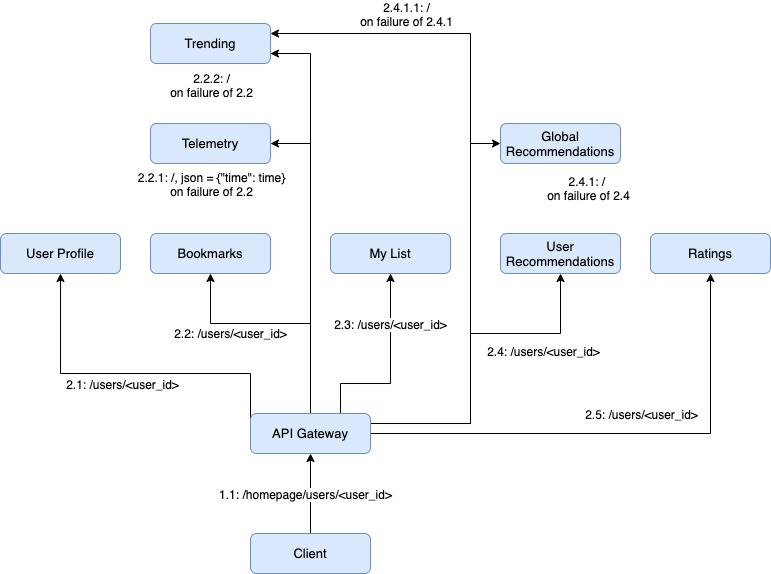 2.4.1.1: /
on failure of 2.4.1
Trending
2.2.2: /
on failure of 2.2
Telemetry
Global
Recommendations
2.2.1: /, json = {"time": time}
on failure of 2.2
2.4.1: /
on failure of 2.4
User Profile
Bookmarks
My List
User
Recommendations
Ratings
2.2: /users/<user_id>
2.3: /users/<user_id>
2.4: /users/<user_id>
2.1: /users/<user_id>
2.5: /users/<user_id>
API Gateway
1.1: /homepage/users/<user_id>
Client